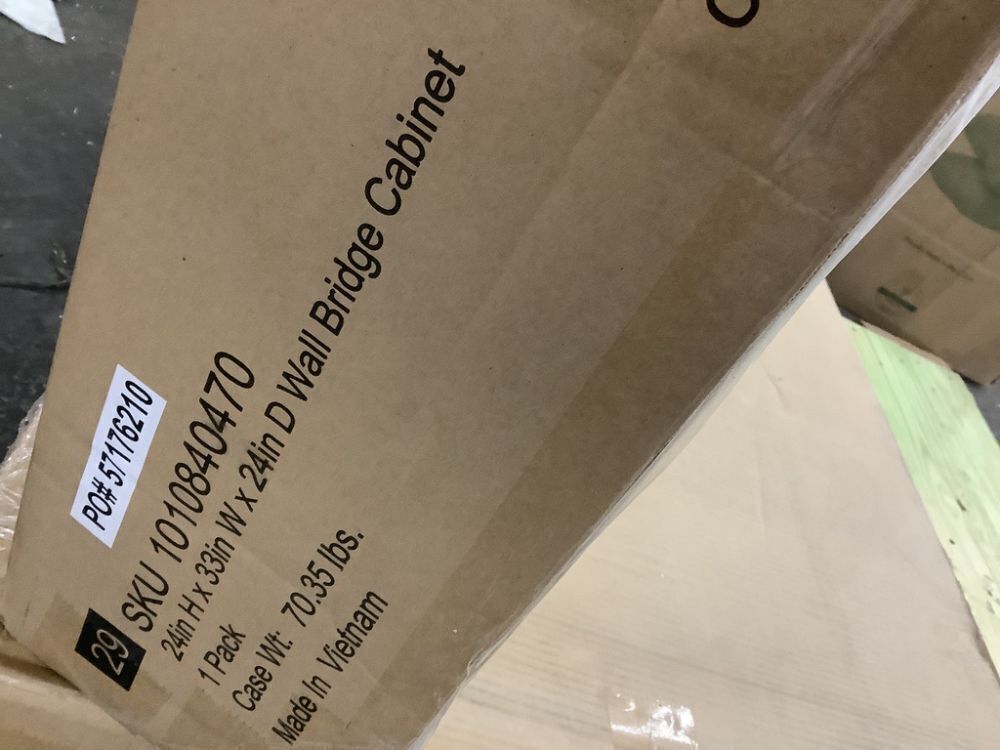 PO# 57176210
29 SKU 1010840470
24in H x 33in W x 24in D Wall Bridge Cabinet
1 Pack
Case Wt: 70.35 lbs.
Made In Vietnam